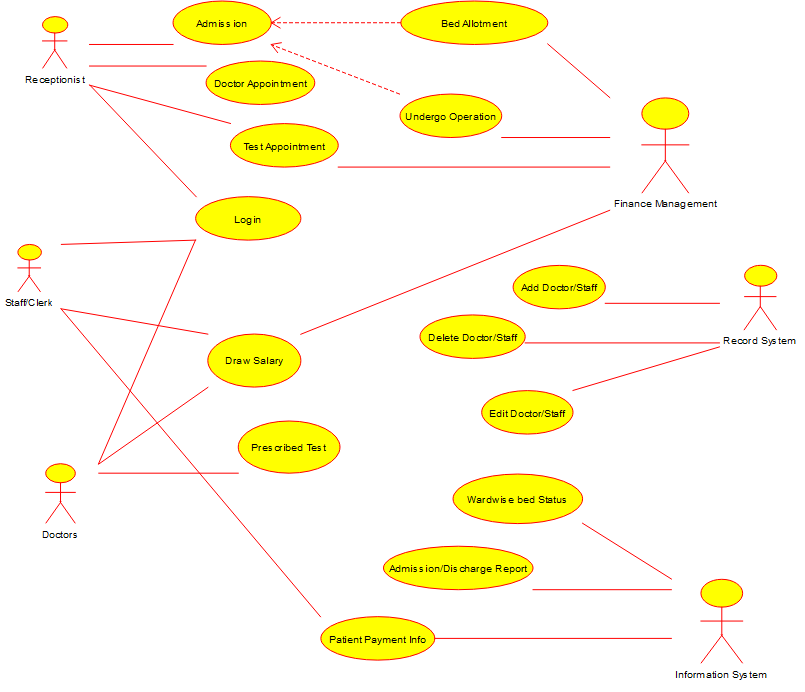 Admission
Bed Allotment
Receptionist
Doctor Appointment
Undergo Operation
Test Appointment
Finance Management
Login
Staff/Clerk
Add Doctor/Staff
Delete Doctor/Staff
Record System
Draw Salary
Edit Doctor/Staff
Prescribed Test
Wardwise bed Status
Doctors
Admission/Discharge Report
Patient Payment Info
Information System